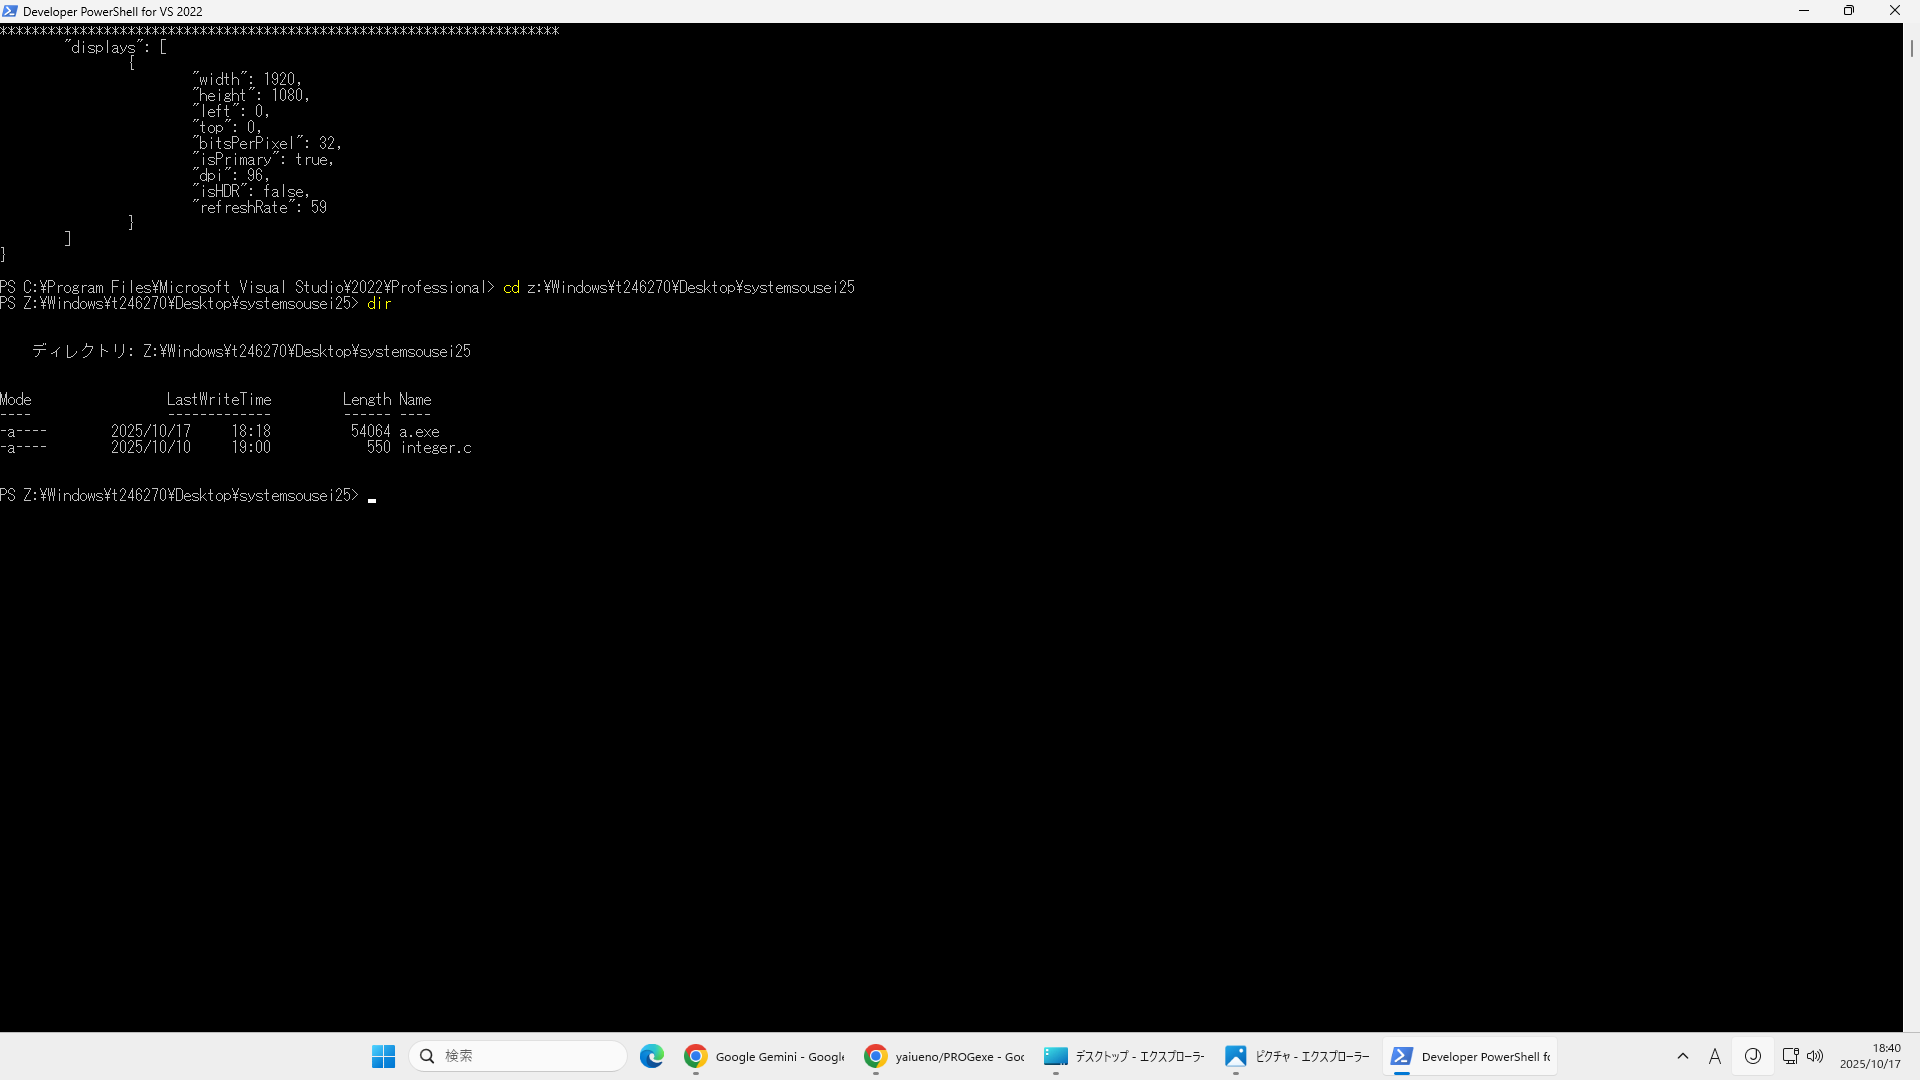 Developer PowerShell for VS 2022
**********************************************************************
"displays": [
{
"width": 1920,
"height": 1080,
"left": 0,
"top": 0,
"bitsPerPixel": 32,
"isPrimary": true,
"dpi": 96,
"isHDR": false,
"refreshRate": 59
}
]
}
PS C:¥Program Files¥Microsoft Visual Studio¥2022¥Professional> cd z:¥Windows¥t246270¥Desktop¥systemsousei25
PS Z:¥Windows¥t246270¥Desktop¥systemsousei25> dir
ディレクトリ: Z:¥Windows¥t246270¥Desktop¥systemsousei25
Mode LastWriteTime Length Name
---- ------------- ------ ----
-a---- 2025/10/17 18:18 54064 a.exe
-a---- 2025/10/10 19:00 550 integer.c
PS Z:¥Windows¥t246270¥Desktop¥systemsousei25>
検索 Google Gemini - Google yaiueno/PROGexe - Goo デスクトップ - エクスプローラー ピクチャ - エクスプローラー Developer PowerShell fo A J 18:40
2025/10/17